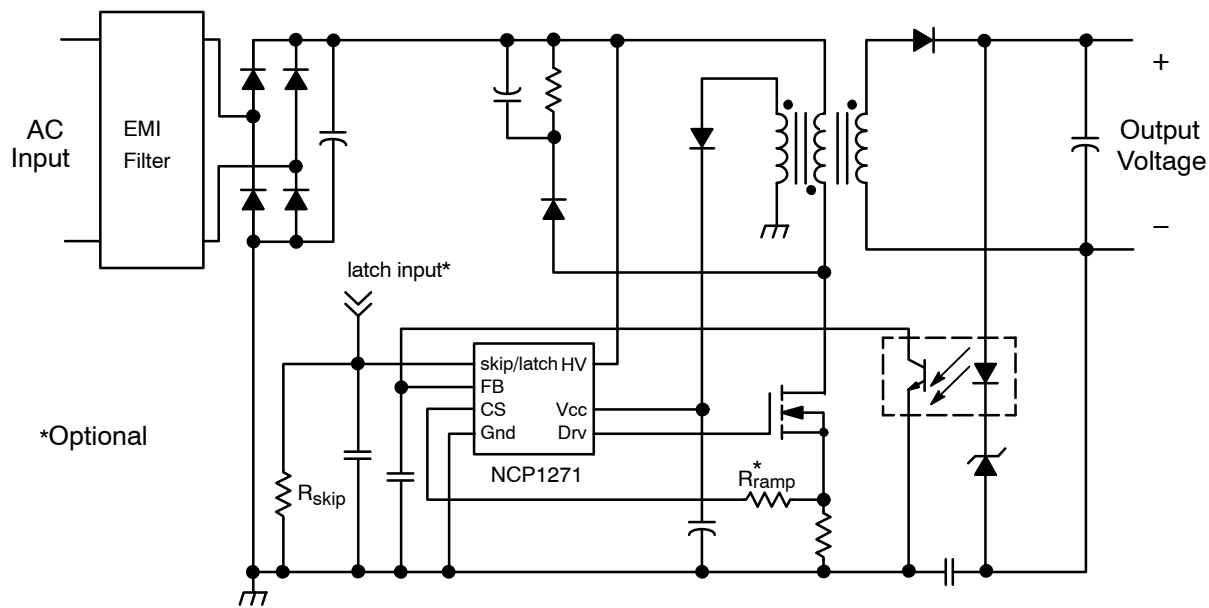 AC
Input
EMI
Filter
+
Output
Voltage
−
latch input*
skip/latch HV
FB
CS
Vcc
Gnd
Drv
NCP1271
*Optional
Rskip
R*ramp